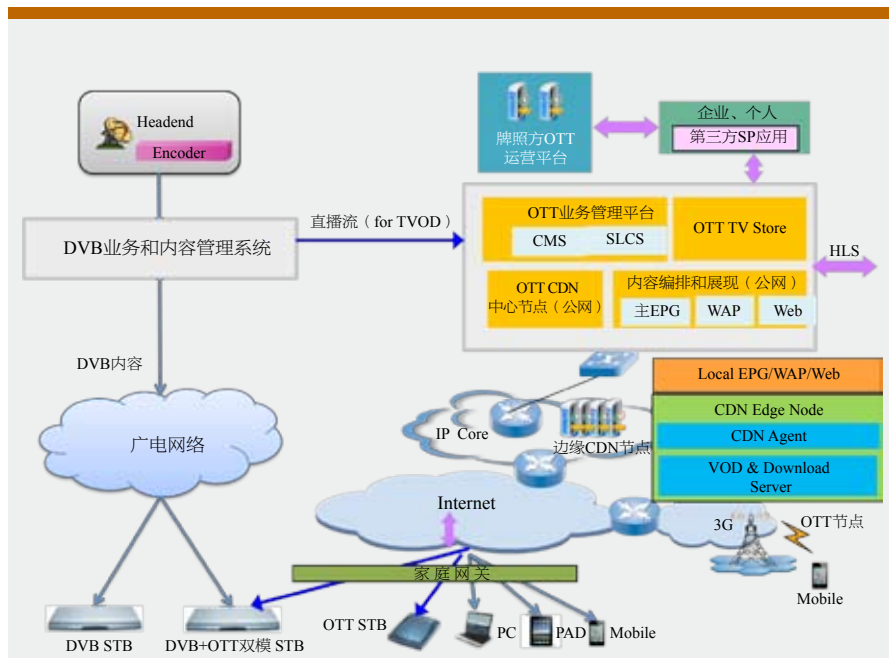 Headend
Encoder
牌照方OTT
运营平台
企业、个人
第三方SP应用
DVB业务和内容管理系统
直播流（for TVOD）
OTT业务管理平台
CMS
SLCS
OTT TV Store
OTT CDN
中心节点（公网）
内容编排和展现（公网）
主EPG
WAP
Web
HLS
DVB内容
广电网络
IP Core
边缘CDN节点
Local EPG/WAP/Web
CDN Edge Node
CDN Agent
VOD & Download
Server
Internet
3G
OTT节点
Mobile
家庭网关
DVB STB
DVB+OTT双模 STB
OTT STB
PC
PAD
Mobile